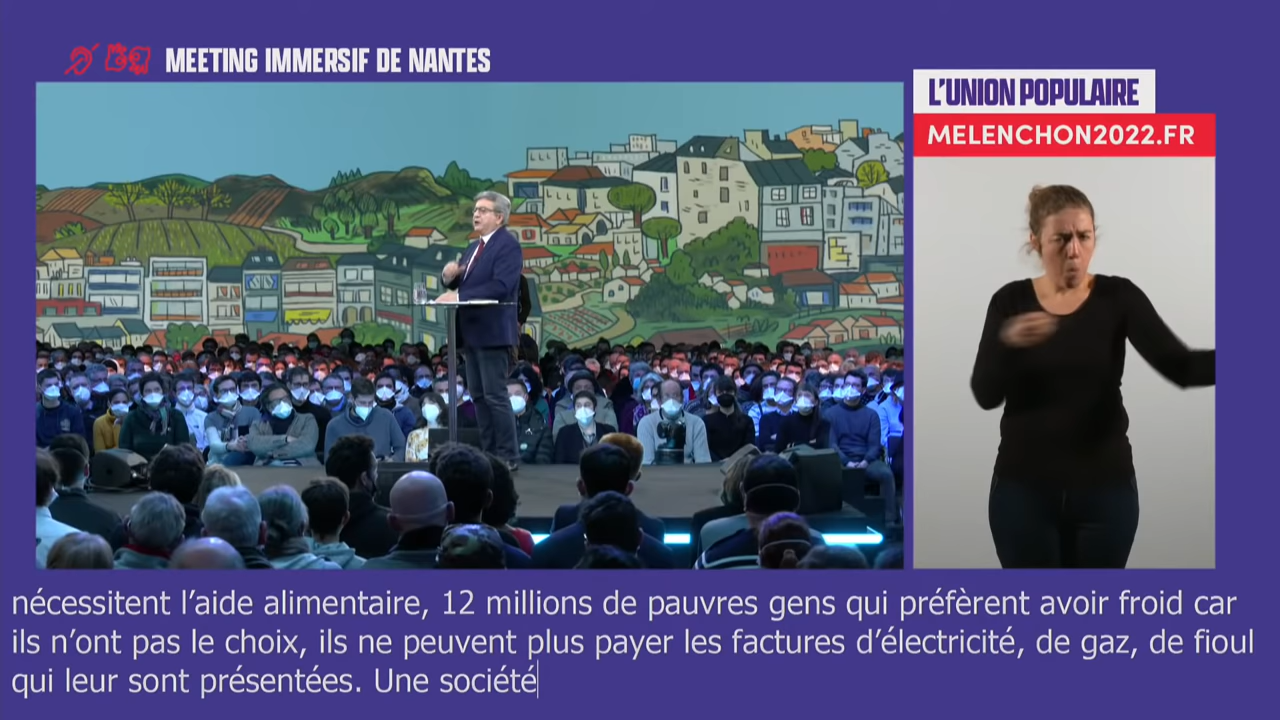 MEETING IMMERSIF DE NANTES
L'UNION POPULAIRE
MELENCHON2022.FR
nécessitent l’aide alimentaire, 12 millions de pauvres gens qui préfèrent avoir froid car
ils n’ont pas le choix, ils ne peuvent plus payer les factures d’électricité, de gaz, de fioul
qui leur sont présentées. Une société